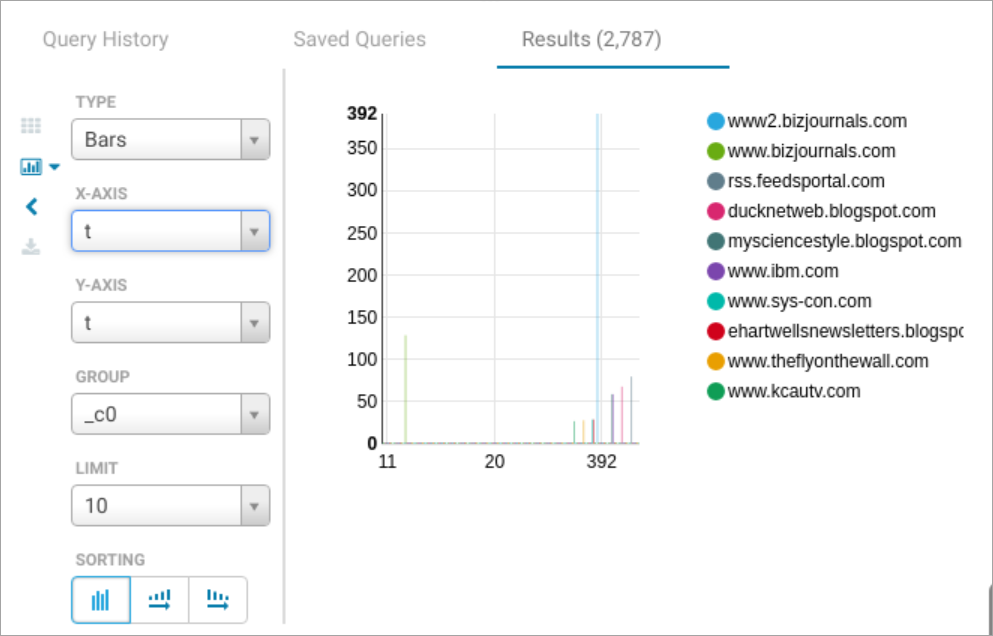 Query History Saved Queries Results (2,787)
TYPE
Bars
X-AXIS
t
Y-AXIS
t
GROUP
_c0
LIMIT
10
SORTING
392
350
300
250
200
150
100
50
0
11 20 392
www2.bizjournals.com
www.bizjournals.com
rss.feedsportal.com
ducknetweb.blogspot.com
mysciencestyle.blogspot.com
www.ibm.com
www.sys-con.com
ehartwellsnewsletters.blogspc
www.theflyonthewall.com
www.kcautv.com